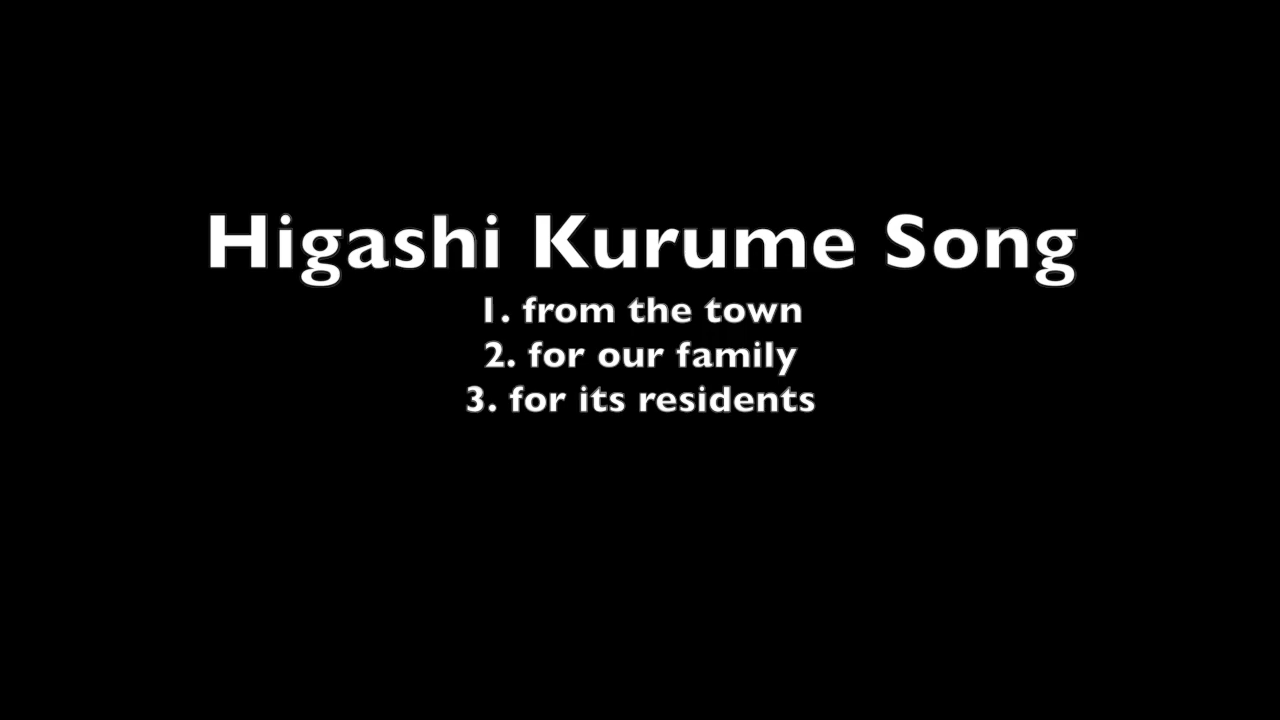 Higashi Kurume Song
1. from the town
2. for our family
3. for its residents